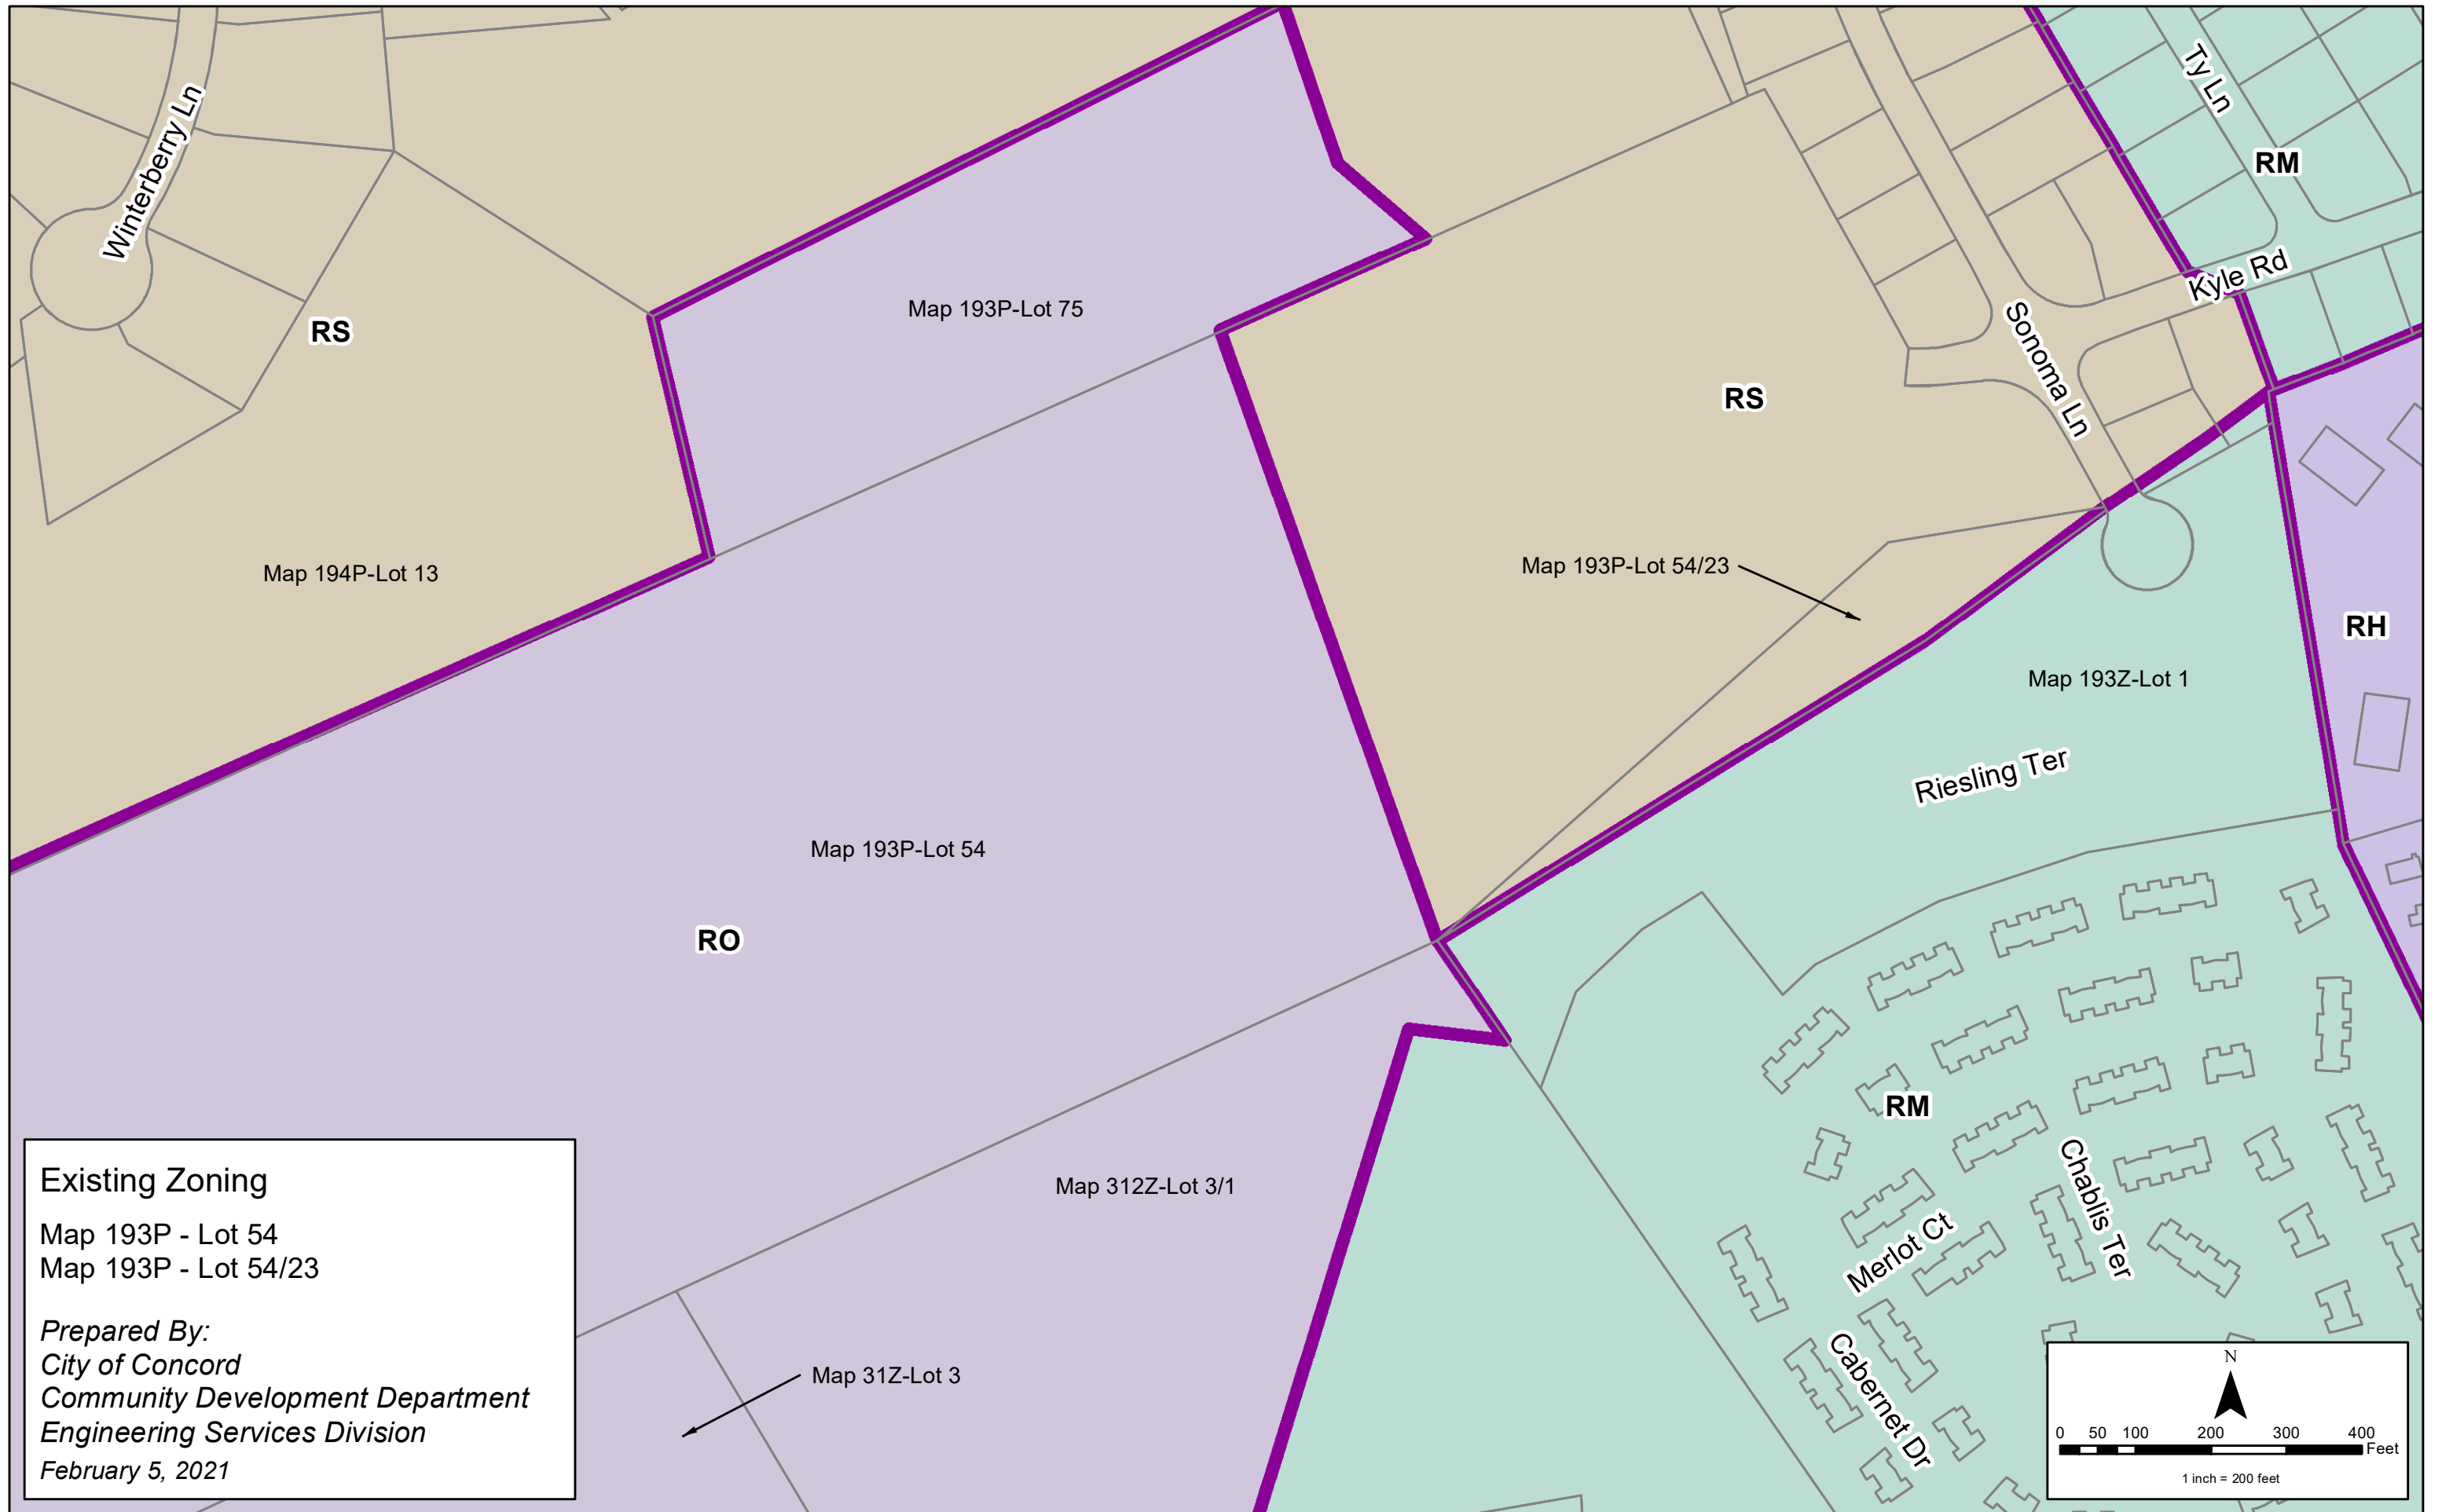 Winterberry Ln
Ty Ln
RM
Kyle Rd
Map 193P-Lot 75
RS
Sonoma Ln
RS
Map 194P-Lot 13
Map 193P-Lot 54/23
RH
Map 193Z-Lot 1
Riesling Ter
Map 193P-Lot 54
RO
RM
Map 312Z-Lot 3/1
Chablis Ter
Merlot Ct
Cabernet Dr
Map 31Z-Lot 3
Existing Zoning
Map 193P - Lot 54
Map 193P - Lot 54/23
Prepared By:
City of Concord
Community Development Department
Engineering Services Division
February 5, 2021
N
0 50 100 200 300 400
Feet
1 inch = 200 feet